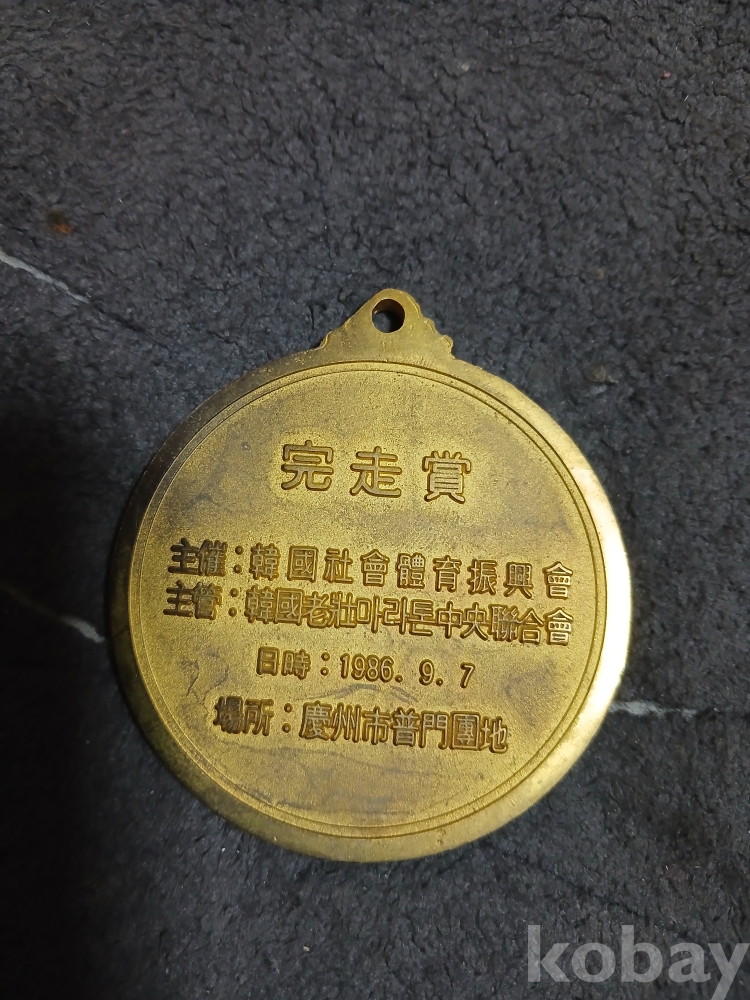 完走賞
主催：韓國社會體育振興會
主管：韓國老壯마라톤中央聯合會
日時：1986. 9. 7
場所：慶州市普門團地
kobay